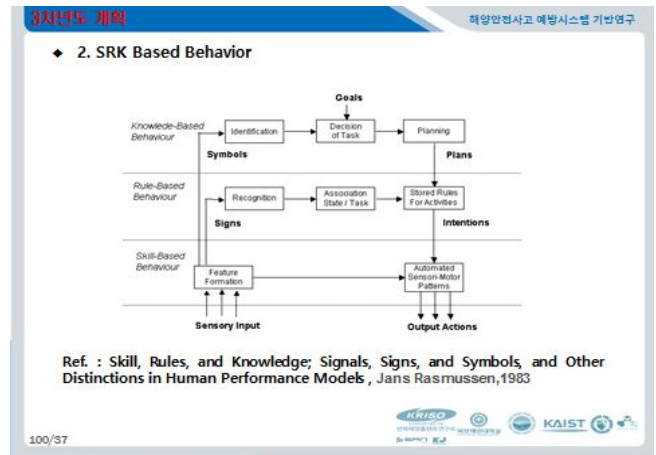 3차년도 계획
해양안전사고 예방시스템 기반연구
◆ 2. SRK Based Behavior
Goals
Knowlede-Based
Behaviour
Identification
Decision
of Task
Planning
Symbols
Plans
Rule-Based
Behaviour
Recognition
Association
State / Task
Stored Rules
For Activities
Signs
Intentions
Skill-Based
Behaviour
Feature
Formation
Automated
Sensori-Motor
Patterns
Sensory Input
Output Actions
Ref. : Skill, Rules, and Knowledge; Signals, Signs, and Symbols, and Other
Distinctions in Human Performance Models , Jans Rasmussen,1983
KRISO
KAIST
100/37